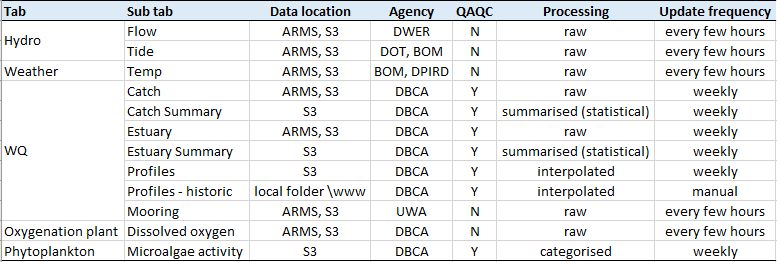 Tab Sub tab Data location Agency QAQC Processing Update frequency
Hydro Flow ARMS, S3 DWER N raw every few hours
Tide ARMS, S3 DOT, BOM N raw every few hours
Weather Temp ARMS, S3 BOM, DPIRD N raw every few hours
WQ Catch ARMS, S3 DBCA Y raw weekly
Catch Summary S3 DBCA Y summarised (statistical) weekly
Estuary ARMS, S3 DBCA Y raw weekly
Estuary Summary S3 DBCA Y summarised (statistical) weekly
Profiles S3 DBCA Y interpolated weekly
Profiles - historic local folder \www DBCA Y interpolated manual
Mooring ARMS, S3 UWA N raw every few hours
Oxygenation plant Dissolved oxygen ARMS, S3 DBCA N raw every few hours
Phytoplankton Microalgae activity S3 DBCA Y categorised weekly